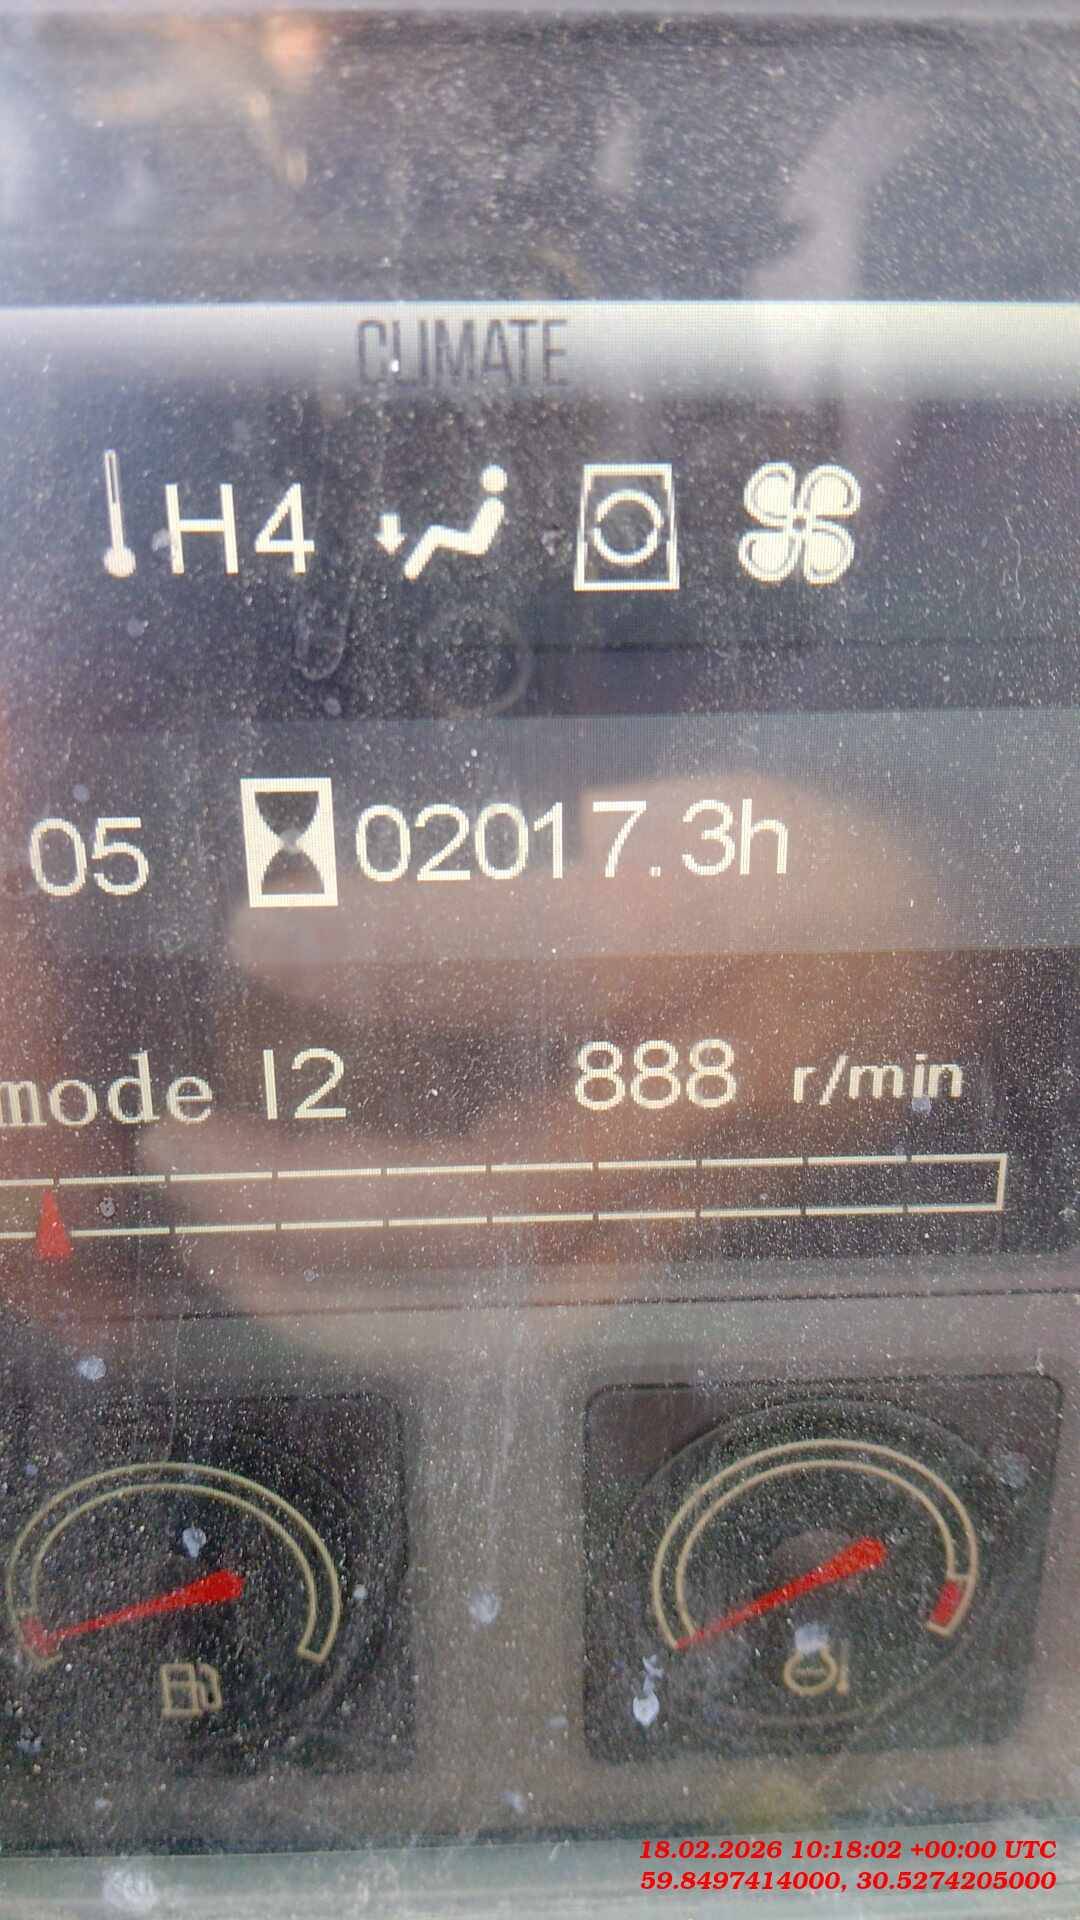 CLIMATE
H4
05 02017.3h
mode I2 888 r/min
18.02.2026 10:18:02 +00:00 UTC
59.8497414000, 30.5274205000